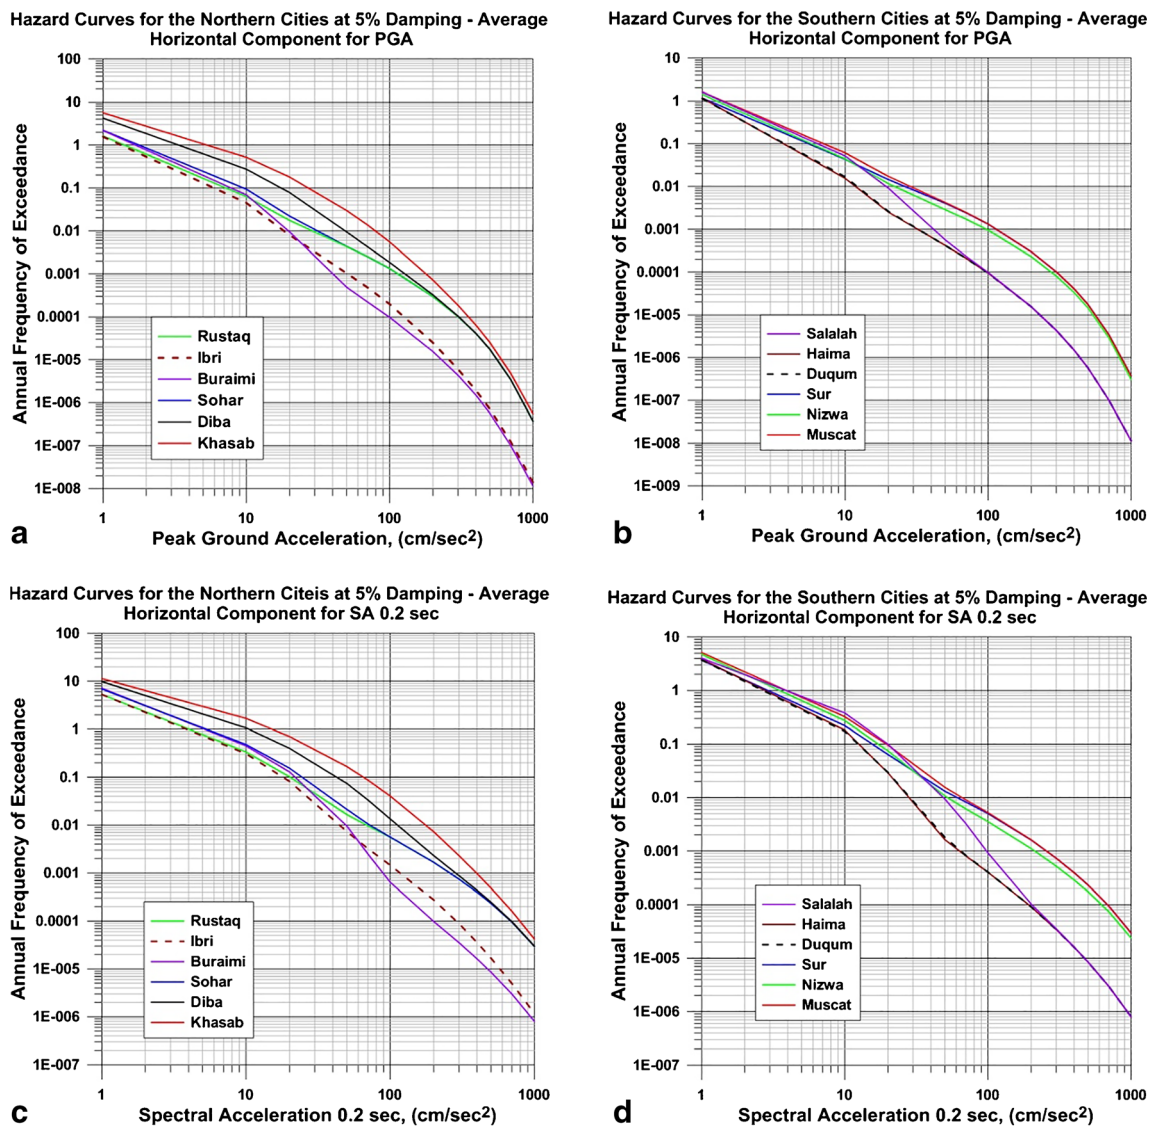 Hazard Curves for the Northern Cities at 5% Damping - Average
Horizontal Component for PGA
100
10
1
0.1
0.01
0.001
0.0001
1E-005
1E-006
1E-007
1E-008
Annual Frequency of Exceedance
Rustaq
Ibri
Buraimi
Sohar
Diba
Khasab
1 10 100 1000
Peak Ground Acceleration, (cm/sec2)
a
Hazard Curves for the Southern Cities at 5% Damping - Average
Horizontal Component for PGA
10
1
0.1
0.01
0.001
0.0001
1E-005
1E-006
1E-007
1E-008
1E-009
Annual Frequency of Exceedance
Salalah
Haima
Duqum
Sur
Nizwa
Muscat
1 10 100 1000
Peak Ground Acceleration, (cm/sec2)
b
Hazard Curves for the Northern Citeis at 5% Damping - Average
Horizontal Component for SA 0.2 sec
100
10
1
0.1
0.01
0.001
0.0001
1E-005
1E-006
1E-007
Annual Frequency of Exceedance
Rustaq
Ibri
Buraimi
Sohar
Diba
Khasab
1 10 100 1000
Spectral Acceleration 0.2 sec, (cm/sec2)
c
Hazard Curves for the Southern Cities at 5% Damping - Average
Horizontal Component for SA 0.2 sec
10
1
0.1
0.01
0.001
0.0001
1E-005
1E-006
1E-007
Annual Frequency of Exceedance
Salalah
Haima
Duqum
Sur
Nizwa
Muscat
1 10 100 1000
Spectral Acceleration 0.2 sec, (cm/sec2)
d